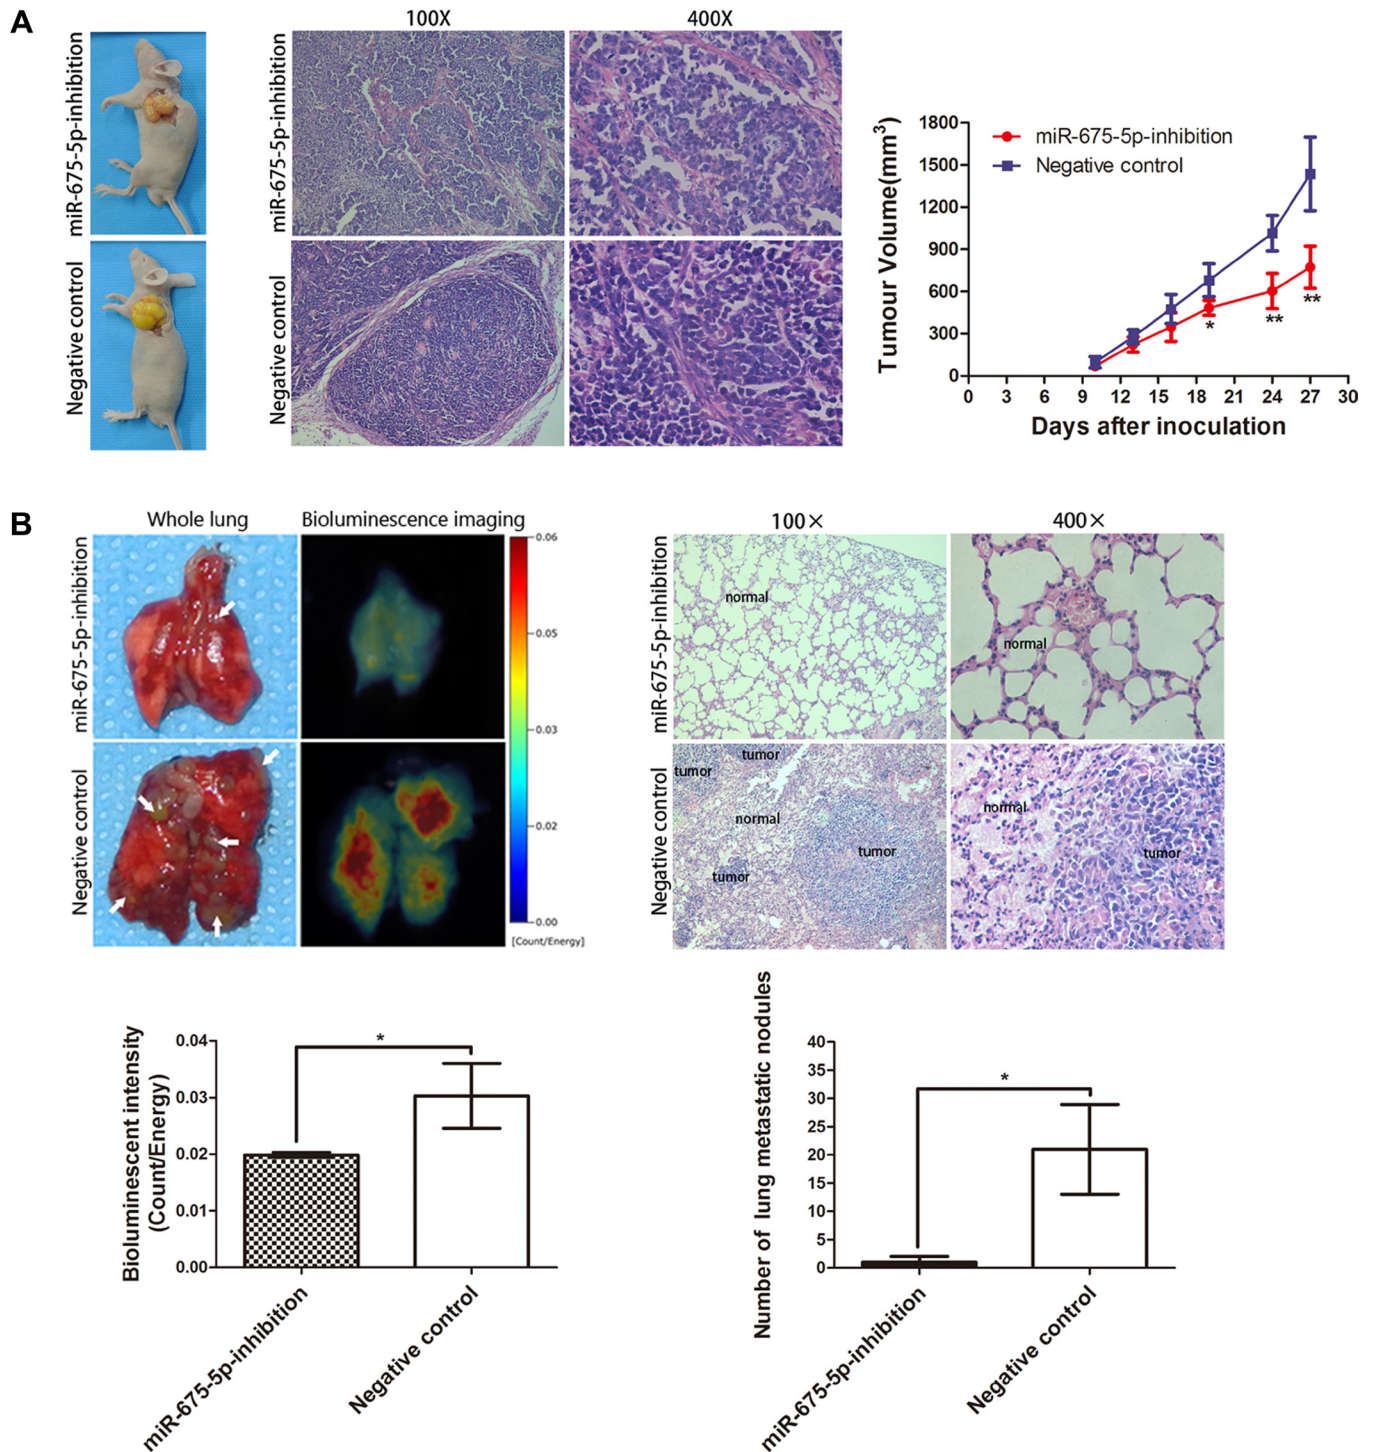 A
100X
400X
miR-675-5p-inhibition
miR-675-5p-inhibition
Negative control
Negative control
Tumour Volume(mm³)
1800
1500
1200
900
600
300
0
miR-675-5p-inhibition
Negative control
*
**
**
0 3 6 9 12 15 18 21 24 27 30
Days after inoculation
B
Whole lung
Bioluminescence imaging
miR-675-5p-inhibition
Negative control
0.06
0.05
0.03
0.02
0.00
[Count/Energy]
100×
400×
miR-675-5p-inhibition
normal
normal
Negative control
tumor
tumor
normal
tumor
tumor
normal
tumor
Bioluminescent intensity
(Count/Energy)
0.04
0.03
0.02
0.01
0.00
*
miR-675-5p-inhibition
Negative control
Number of lung metastatic nodules
40
35
30
25
20
15
10
5
0
*
miR-675-5p-inhibition
Negative control